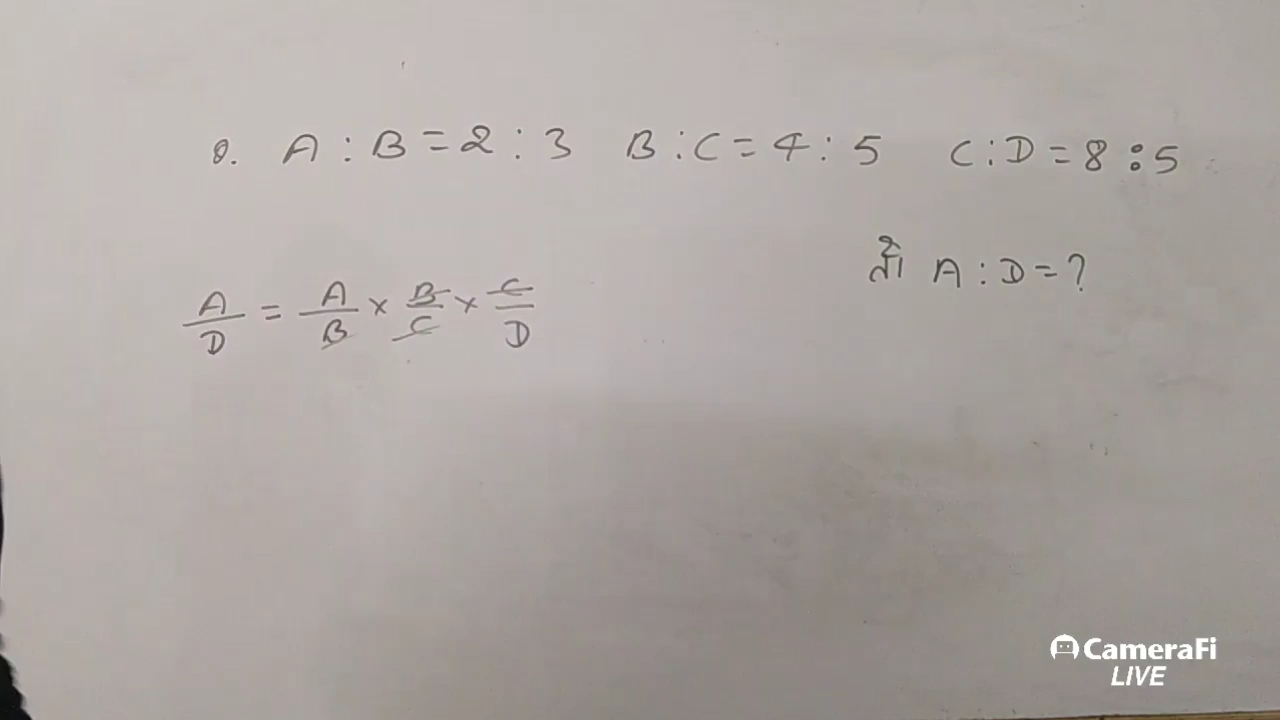 Q. A : B = 2 : 3 B : C = 4 : 5 C : D = 8 : 5
A : D = ?
A/D = A/B × B/C × C/D
CameraFi
LIVE